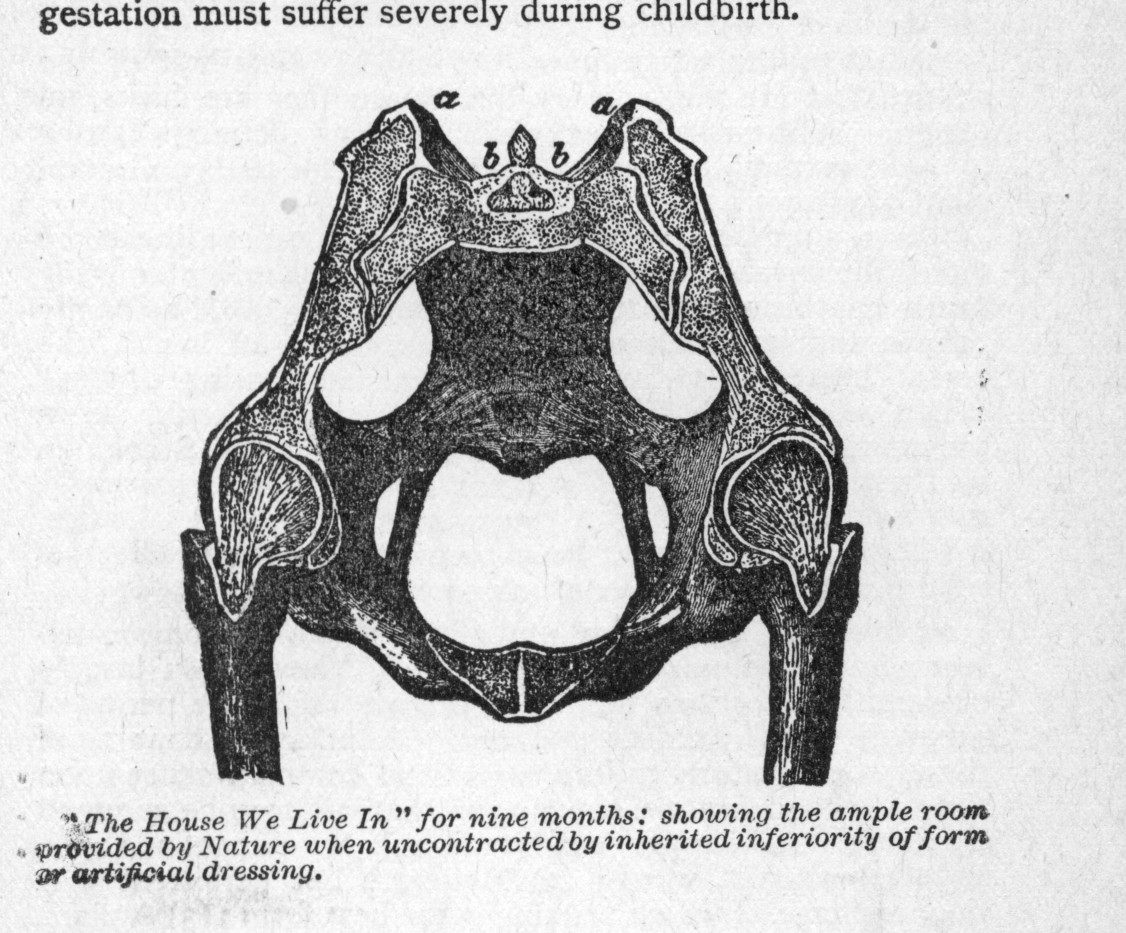 gestation must suffer severely during childbirth.
a a
b b
"The House We Live In" for nine months: showing the ample room
provided by Nature when uncontracted by inherited inferiority of form
or artificial dressing.